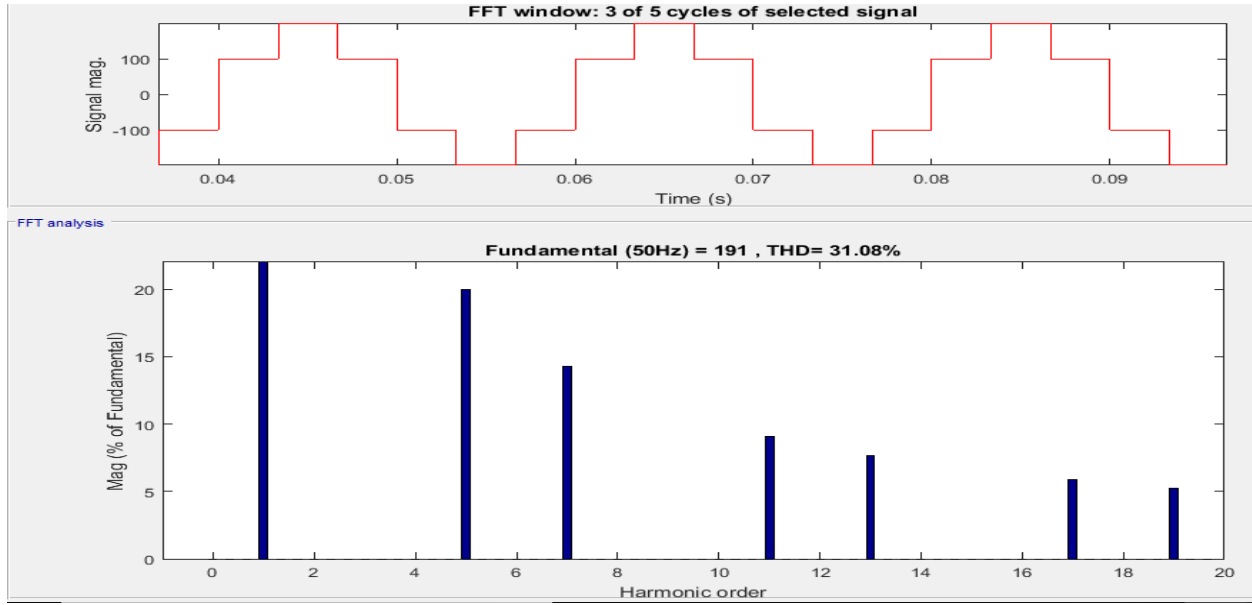 FFT window: 3 of 5 cycles of selected signal
Signal mag.
100
0
-100
0.04 0.05 0.06 0.07 0.08 0.09
Time (s)
FFT analysis
Fundamental (50Hz) = 191 , THD= 31.08%
Mag (% of Fundamental)
20
15
10
5
0
0 2 4 6 8 10 12 14 16 18 20
Harmonic order